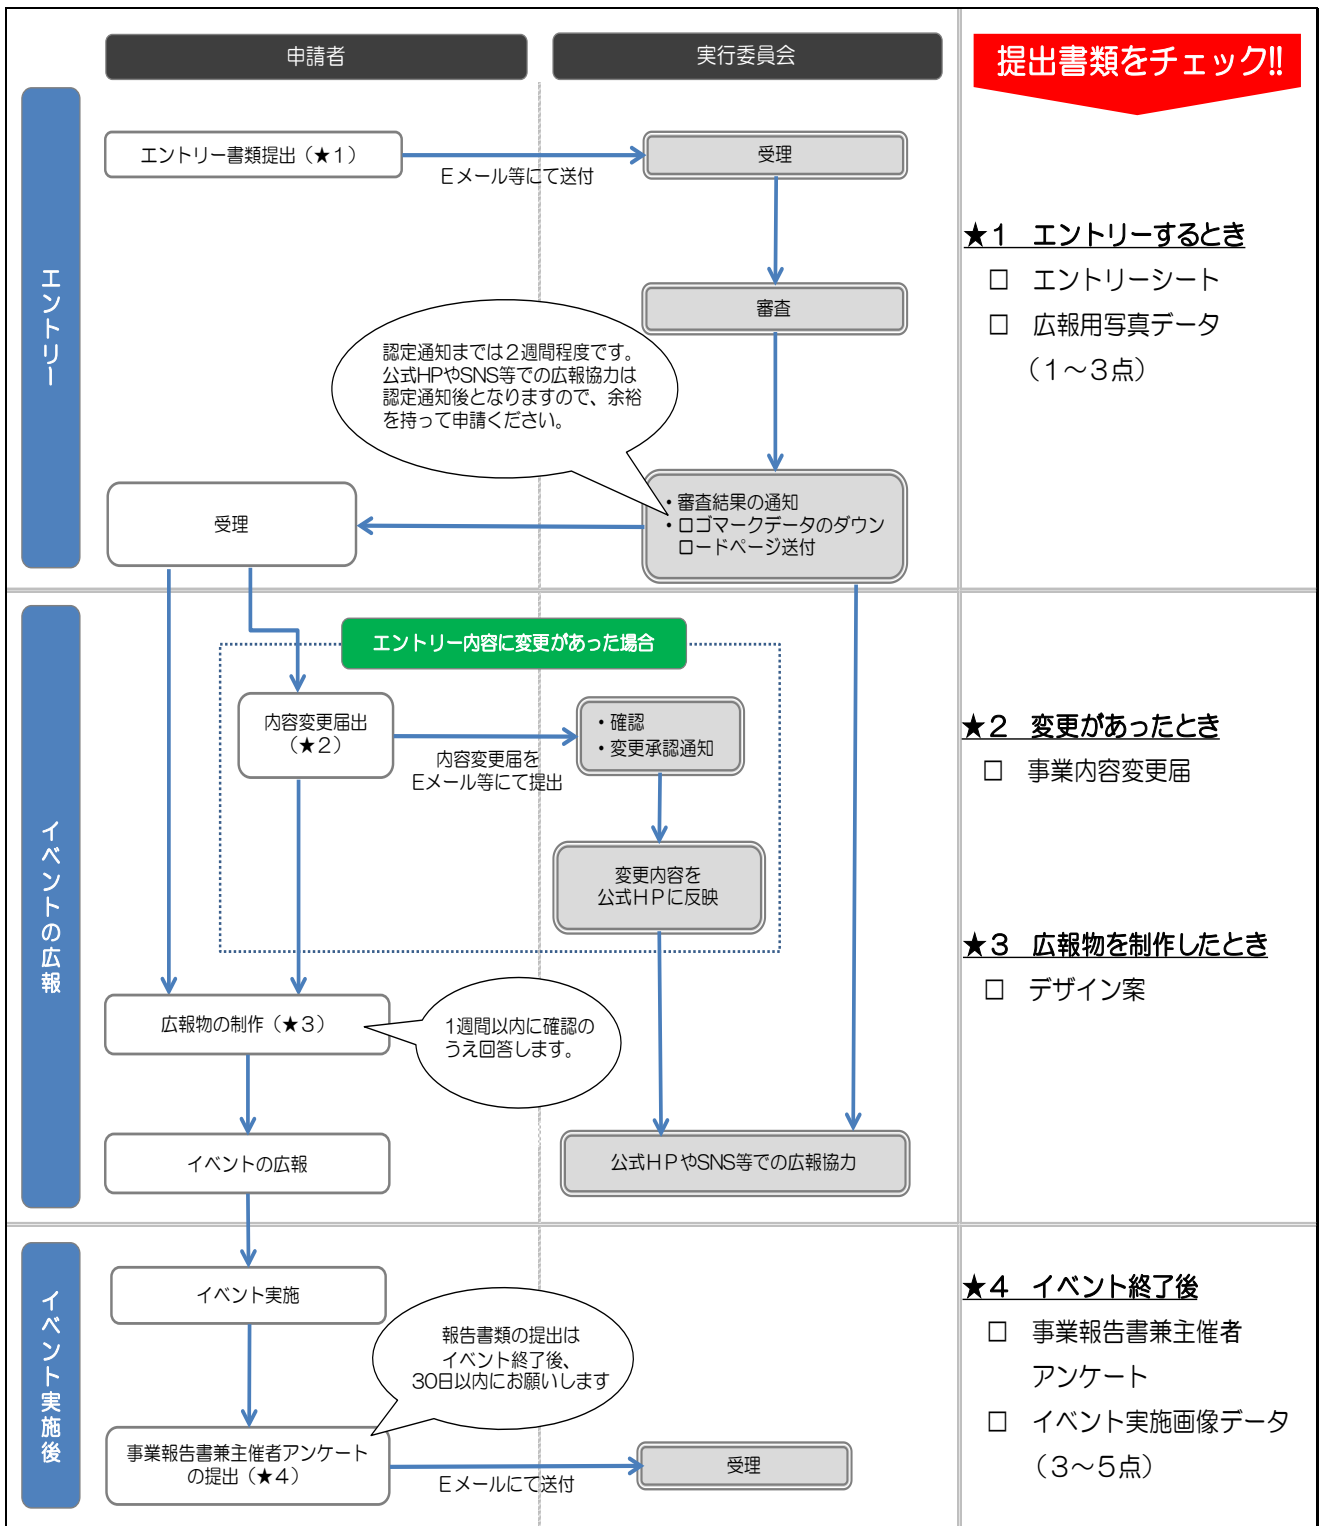 申請者
実行委員会
提出書類をチェック!!
エントリー
エントリー書類提出（★１）
Ｅメール等にて送付
受理
審査
認定通知までは２週間程度です。
公式HPやSNS等での広報協力は
認定通知後となりますので、余裕
を持って申請ください。
・審査結果の通知
・ロゴマークデータのダウン
ロードページ送付
受理
★１　エントリーするとき
□　エントリーシート
□　広報用写真データ
（１～３点）
イベントの広報
エントリー内容に変更があった場合
内容変更届出
（★２）
内容変更届を
Eメール等にて提出
・確認
・変更承認通知
変更内容を
公式ＨＰに反映
広報物の制作（★３）
1週間以内に確認の
うえ回答します。
イベントの広報
公式ＨＰやSNS等での広報協力
★２　変更があったとき
□　事業内容変更届
★３　広報物を制作したとき
□　デザイン案
イベント実施後
イベント実施
報告書類の提出は
イベント終了後、
30日以内にお願いします
事業報告書兼主催者アンケート
の提出（★４）
Ｅメールにて送付
受理
★４　イベント終了後
□　事業報告書兼主催者
アンケート
□　イベント実施画像データ
（３～５点）